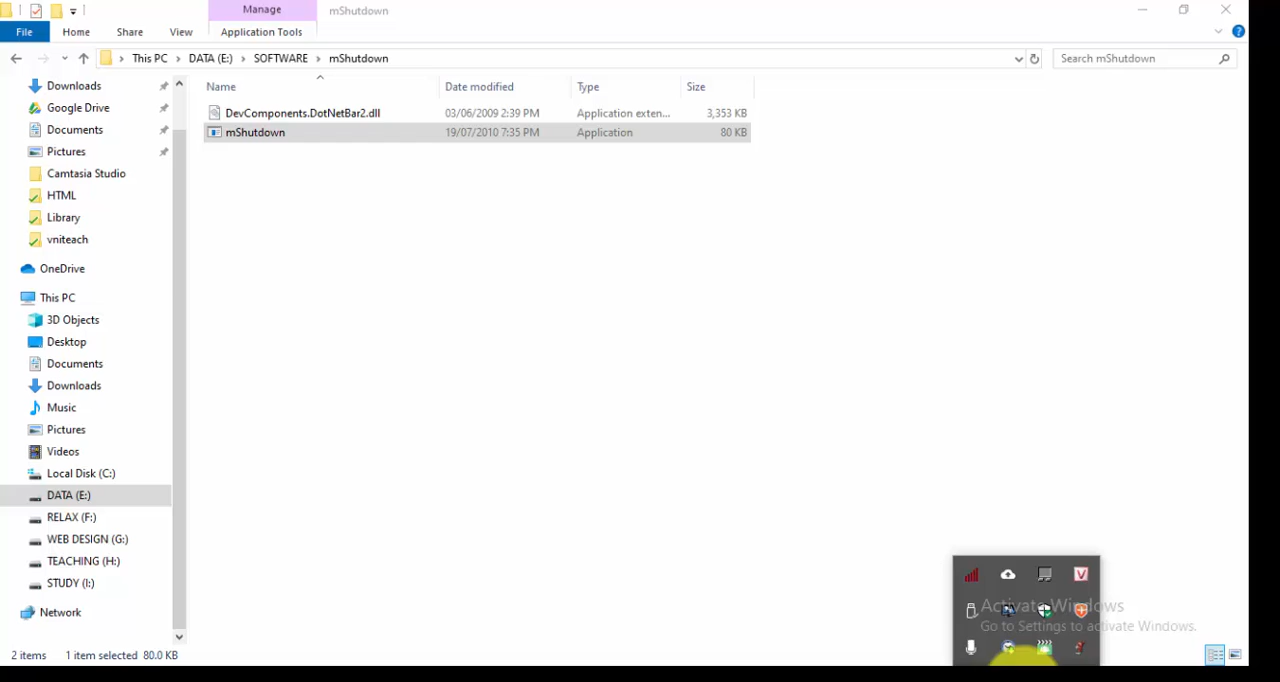 Manage
mShutdown
File
Home
Share
View
Application Tools
This PC
DATA (E:)
SOFTWARE
mShutdown
Search mShutdown
Name
Date modified
Type
Size
DevComponents.DotNetBar2.dll
03/06/2009 2:39 PM
Application exten...
3,353 KB
mShutdown
19/07/2010 7:35 PM
Application
80 KB
Downloads
Google Drive
Documents
Pictures
Camtasia Studio
HTML
Library
vniteach
OneDrive
This PC
3D Objects
Desktop
Documents
Downloads
Music
Pictures
Videos
Local Disk (C:)
DATA (E:)
RELAX (F:)
WEB DESIGN (G:)
TEACHING (H:)
STUDY (I:)
Network
V
Activate Windows
Go to Settings to activate Windows.
2 items
1 item selected 80.0 KB